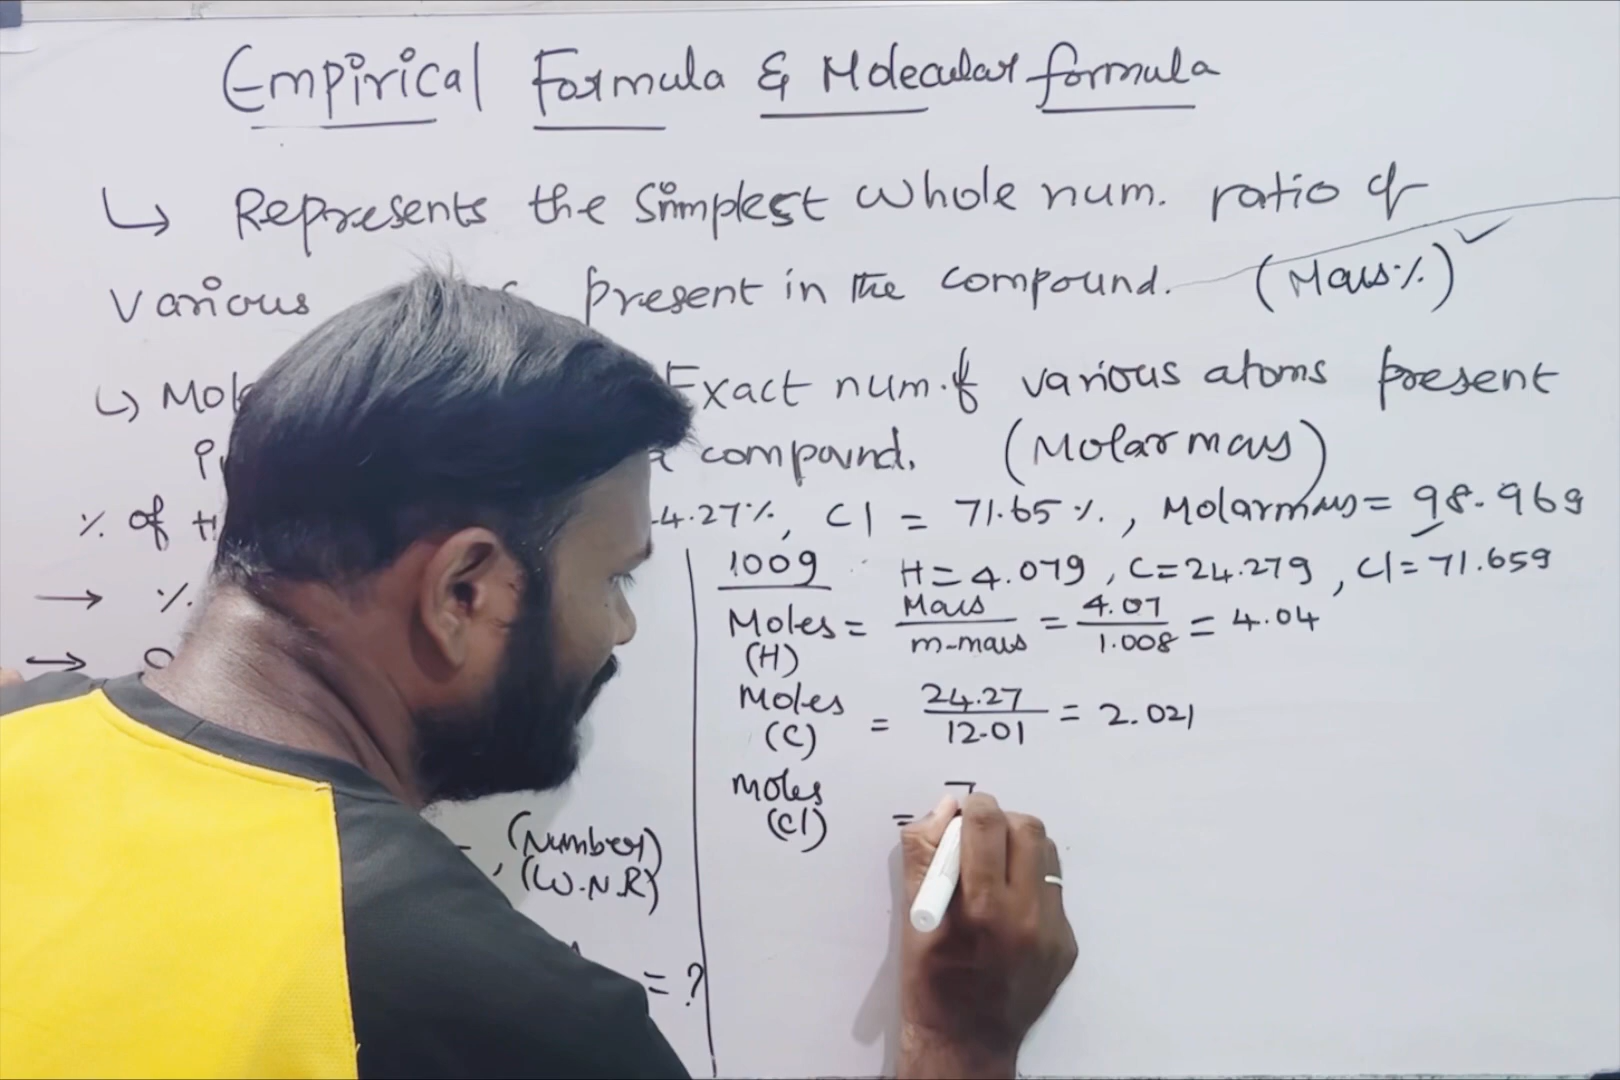 Empirical Formula & Molecular formula
↳ Represents the Simplest whole num. ratio of
Various present in the compound. (Mass%) ✓
↳ Exact num.of various atoms present
compound. (Molar mass)
% of 4.27%, Cl = 71.65%., Molarmass= 98.96g
100g H=4.07g, C=24.27g, Cl=71.65g
→ %.
Moles (H) = Mass / m-mass = 4.07 / 1.008 = 4.04
→
Moles (C) = 24.27 / 12.01 = 2.021
Moles (Cl) = 7
, (Number)
(W.N.R)
= ?